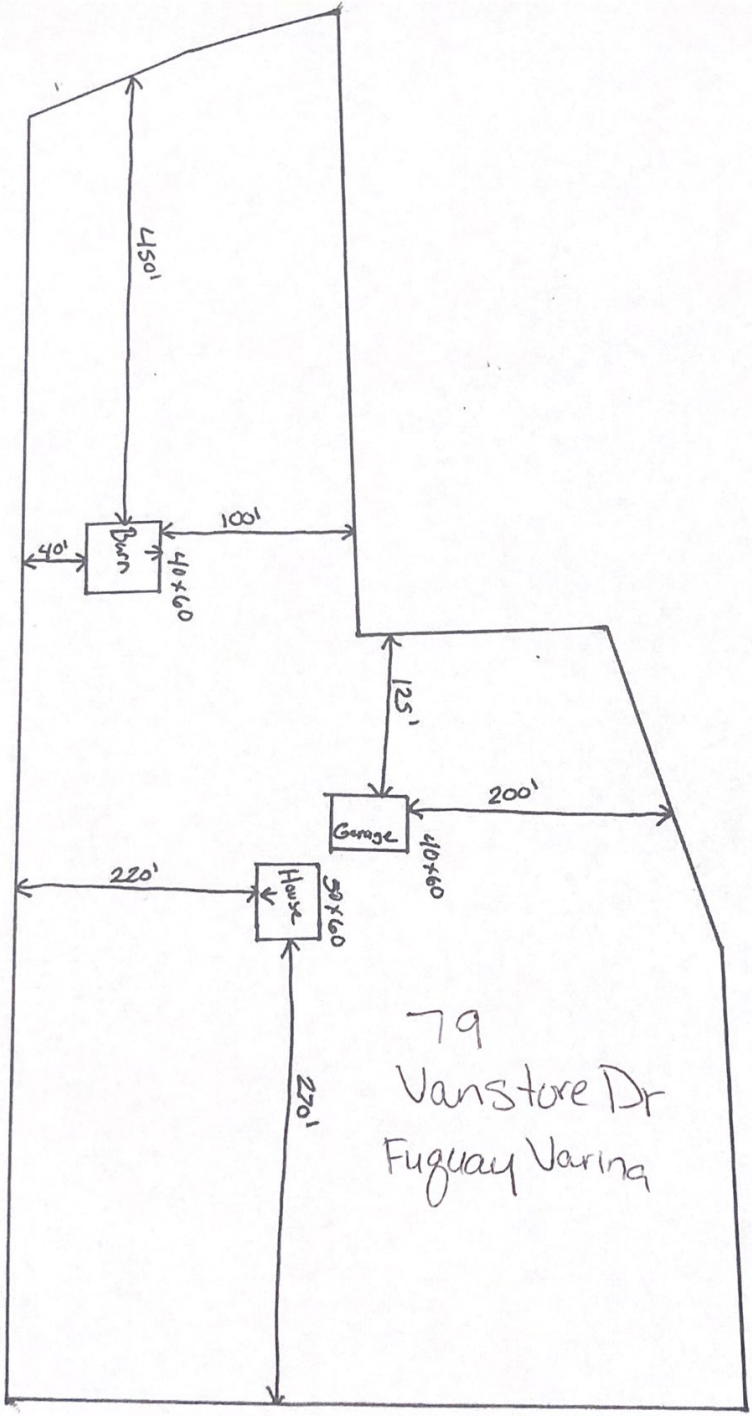 450'
100'
40'
Barn
40x60
125'
200'
Garage
40x60
220'
House
50x60
270'
79
Vanstore Dr
Fuquay Varina